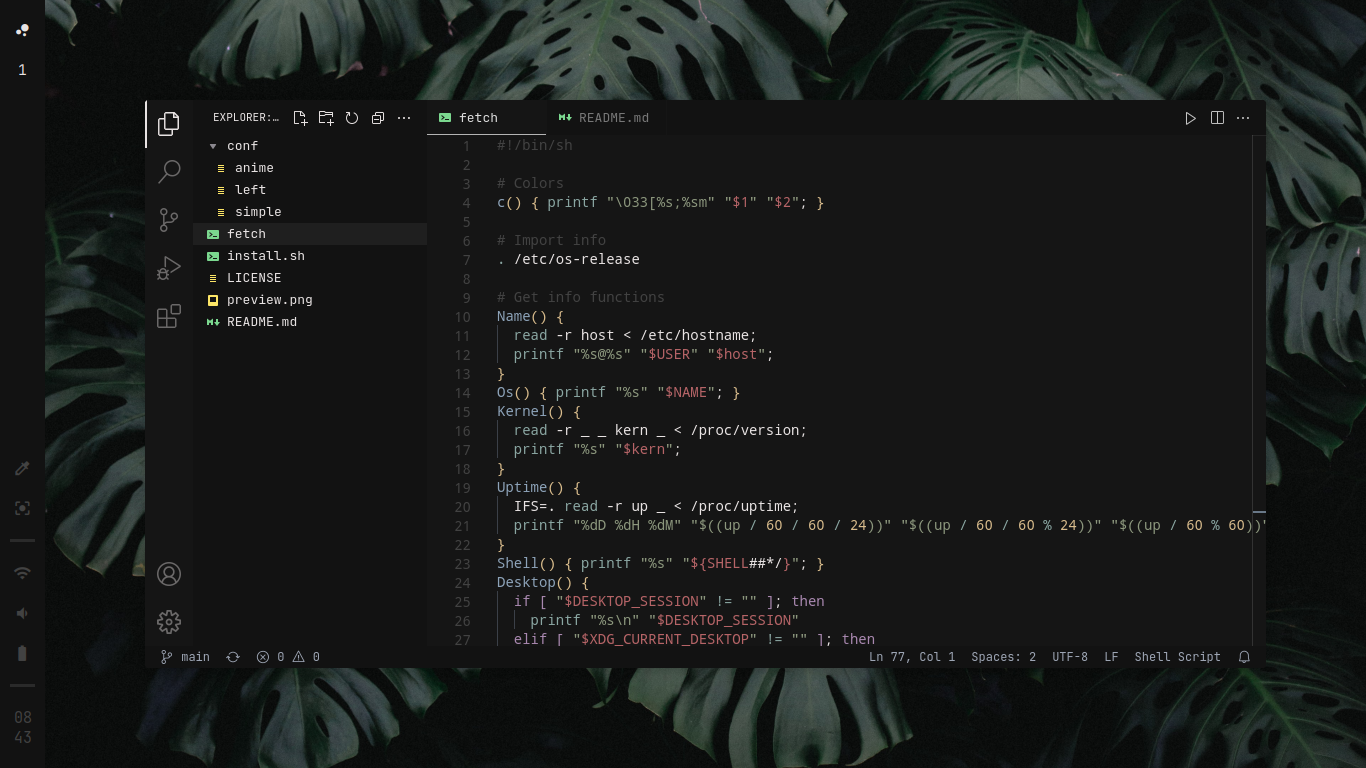 1
08
43
EXPLORER:…
conf
anime
left
simple
fetch
install.sh
LICENSE
preview.png
README.md
fetch
README.md
1 #!/bin/sh
2
3 # Colors
4 c() { printf "\033[%s;%sm" "$1" "$2"; }
5
6 # Import info
7 . /etc/os-release
8
9 # Get info functions
10 Name() {
11 read -r host < /etc/hostname;
12 printf "%s@%s" "$USER" "$host";
13 }
14 Os() { printf "%s" "$NAME"; }
15 Kernel() {
16 read -r _ _ kern _ < /proc/version;
17 printf "%s" "$kern";
18 }
19 Uptime() {
20 IFS=. read -r up _ < /proc/uptime;
21 printf "%dD %dH %dM" "$((up / 60 / 60 / 24))" "$((up / 60 / 60 % 24))" "$((up / 60 % 60))"
22 }
23 Shell() { printf "%s" "${SHELL##*/}"; }
24 Desktop() {
25 if [ "$DESKTOP_SESSION" != "" ]; then
26 printf "%s\n" "$DESKTOP_SESSION"
27 elif [ "$XDG_CURRENT_DESKTOP" != "" ]; then
main 0 0 Ln 77, Col 1 Spaces: 2 UTF-8 LF Shell Script